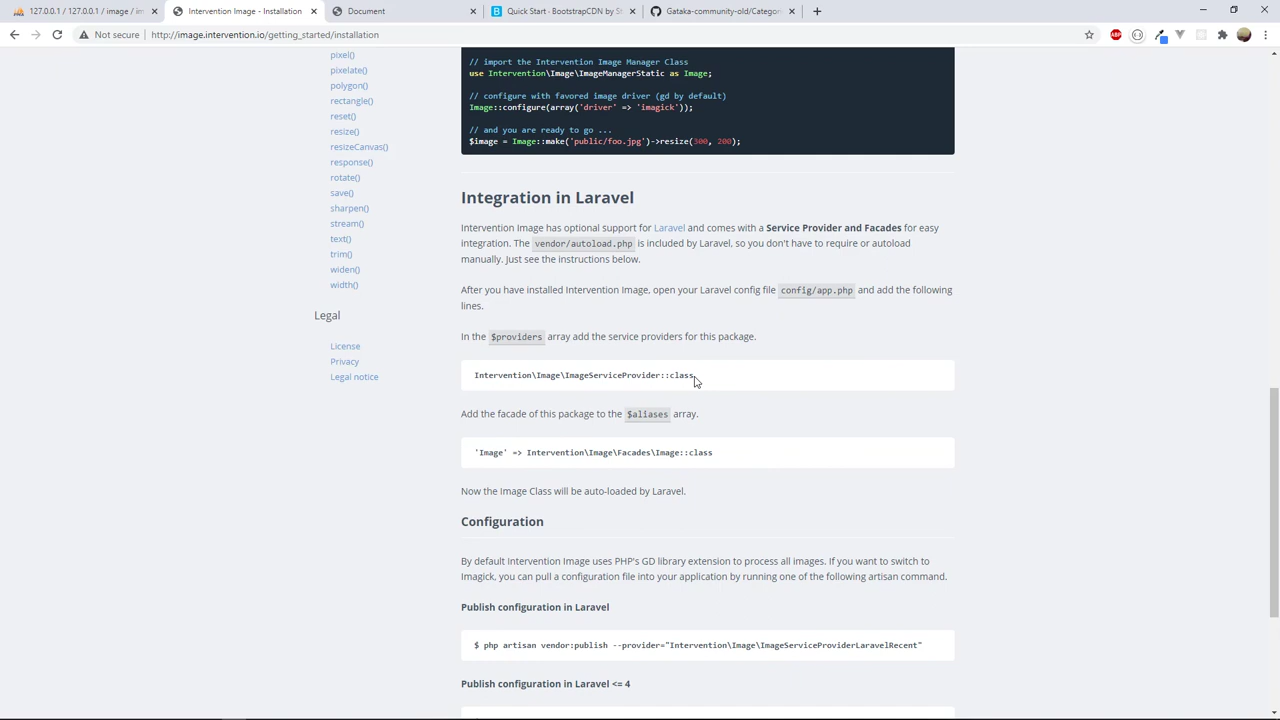 127.0.0.1 / 127.0.0.1 / image / im
Intervention Image - Installation
Document
Quick Start · BootstrapCDN by St
Gataka-community-old/Categor
Not secure
http://image.intervention.io/getting_started/installation
ABP
pixel()
pixelate()
polygon()
rectangle()
reset()
resize()
resizeCanvas()
response()
rotate()
save()
sharpen()
stream()
text()
trim()
widen()
width()
Legal
License
Privacy
Legal notice
// import the Intervention Image Manager Class
use Intervention\Image\ImageManagerStatic as Image;
// configure with favored image driver (gd by default)
Image::configure(array('driver' => 'imagick'));
// and you are ready to go ...
$image = Image::make('public/foo.jpg')->resize(300, 200);
Integration in Laravel
Intervention Image has optional support for Laravel and comes with a Service Provider and Facades for easy
integration. The vendor/autoload.php is included by Laravel, so you don't have to require or autoload
manually. Just see the instructions below.
After you have installed Intervention Image, open your Laravel config file config/app.php and add the following
lines.
In the $providers array add the service providers for this package.
Intervention\Image\ImageServiceProvider::class
Add the facade of this package to the $aliases array.
'Image' => Intervention\Image\Facades\Image::class
Now the Image Class will be auto-loaded by Laravel.
Configuration
By default Intervention Image uses PHP's GD library extension to process all images. If you want to switch to
Imagick, you can pull a configuration file into your application by running one of the following artisan command.
Publish configuration in Laravel
$ php artisan vendor:publish --provider="Intervention\Image\ImageServiceProviderLaravelRecent"
Publish configuration in Laravel <= 4